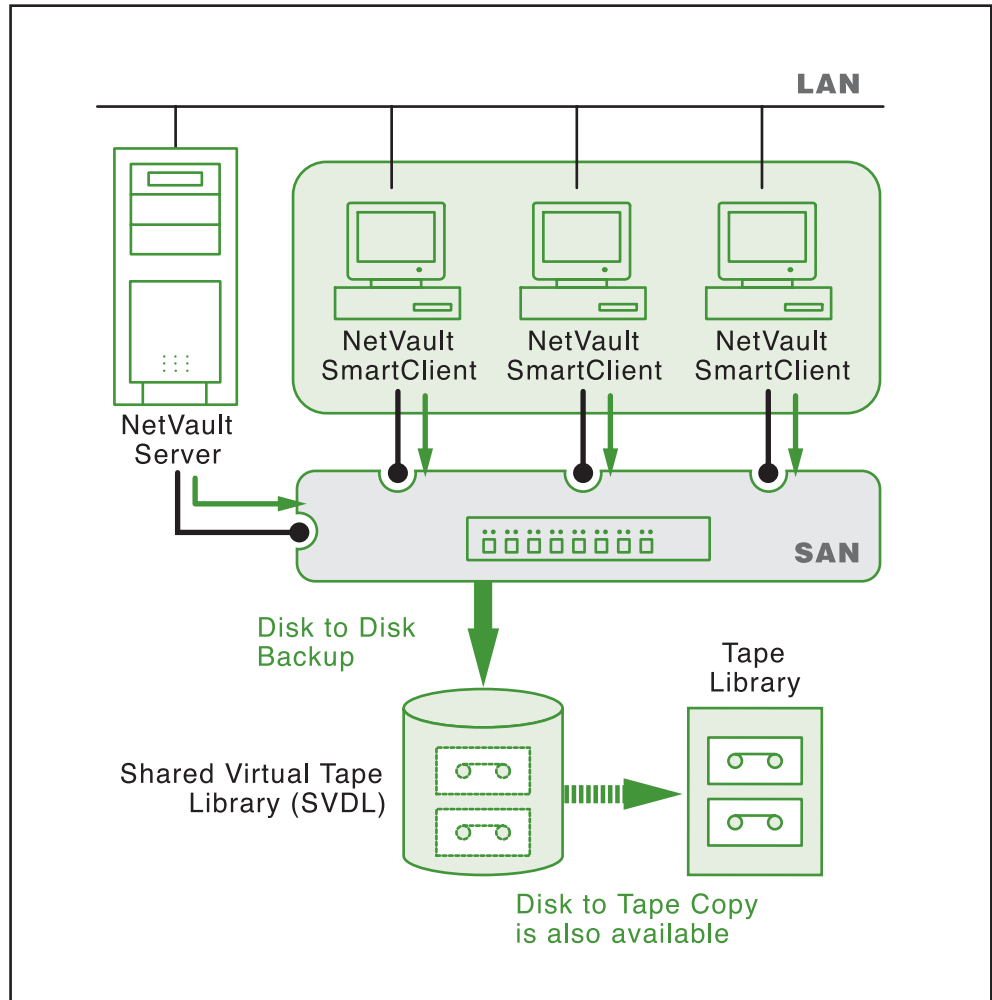 LAN
NetVault
SmartClient
NetVault
SmartClient
NetVault
SmartClient
NetVault
Server
SAN
Disk to Disk
Backup
Tape
Library
Shared Virtual Tape
Library (SVDL)
Disk to Tape Copy
is also available